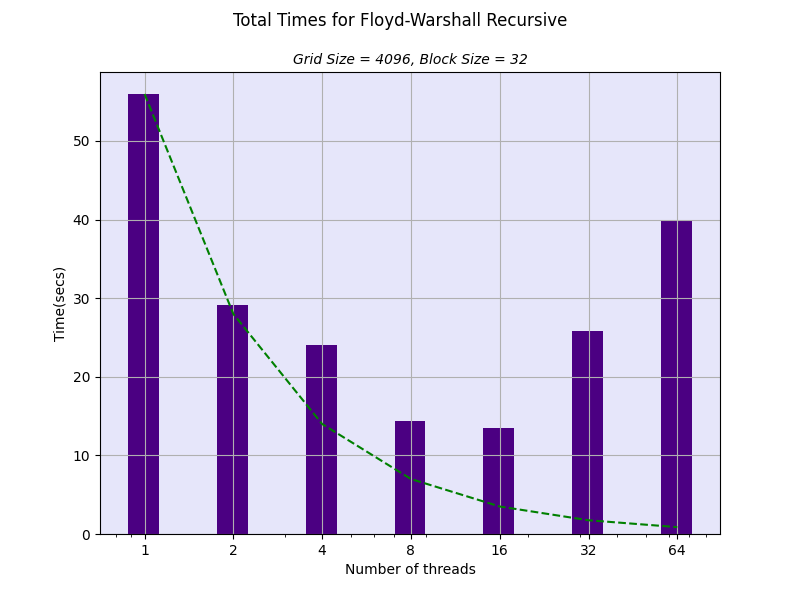 Total Times for Floyd-Warshall Recursive
Grid Size = 4096, Block Size = 32
50
40
30
20
10
0
Time(secs)
1 2 4 8 16 32 64
Number of threads